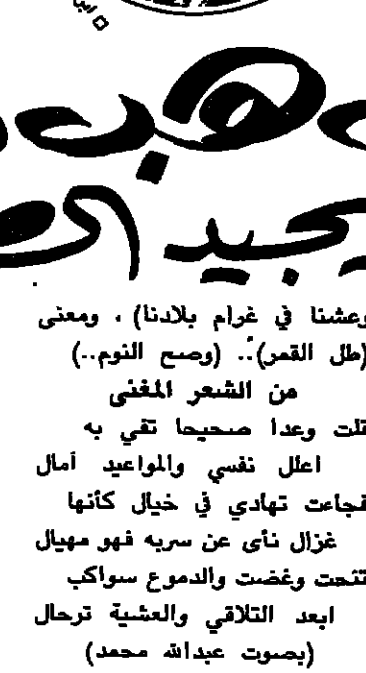 وعشنا في غرام بلادنا) ، ومعنى
(طل القمر).. (وصح النوم..)
من الشعر المغنى
قلت وعدا صحيحا تفي به
اعلل نفسي والمواعيد آمال
فجاءت تهادي في خيال كأنها
غزال نأى عن سربه فهو مهيال
تنحت وغضت والدموع سواكب
ابعد التلاقي والعشية ترحال
(بصوت عبدالله محمد)